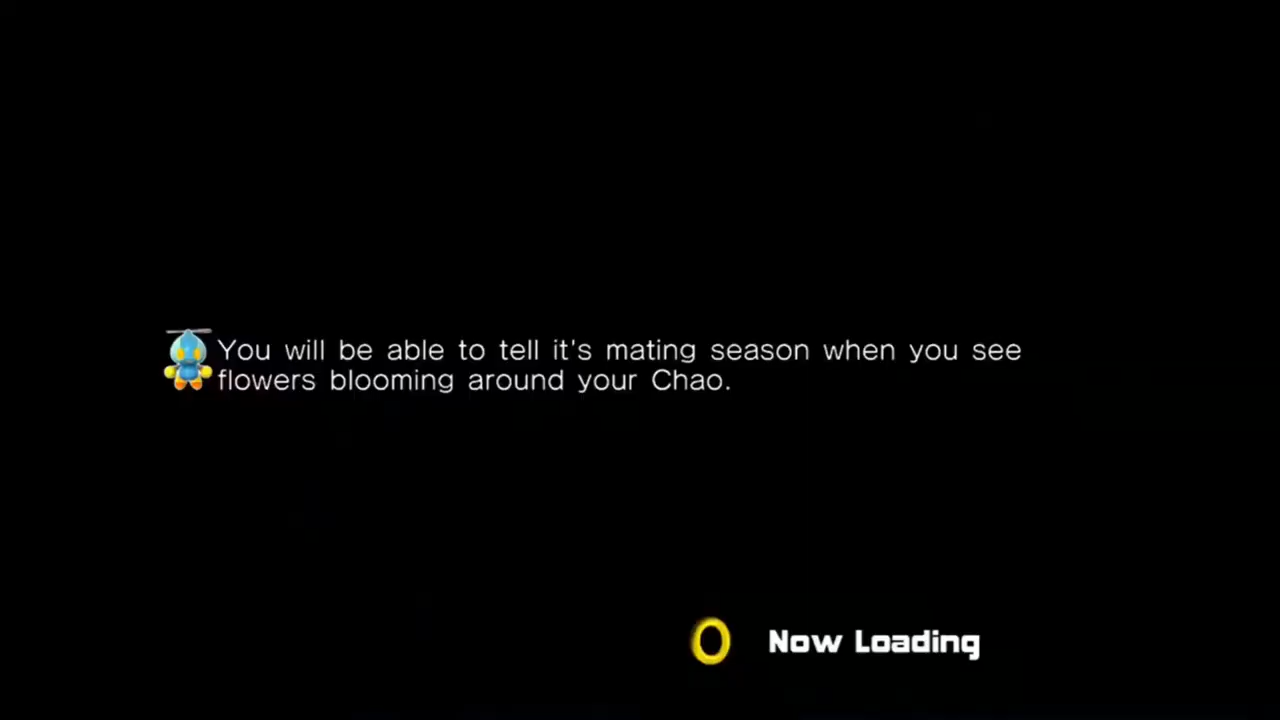 You will be able to tell it's mating season when you see
flowers blooming around your Chao.
Now Loading